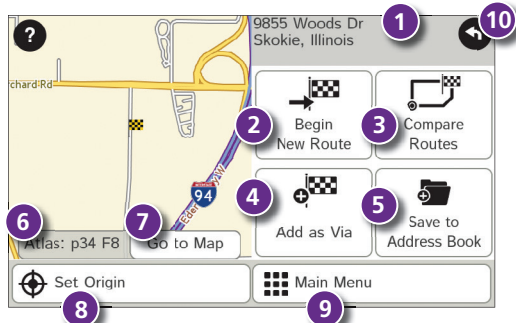 ?
9855 Woods Dr
Skokie, Illinois
1
10
chard Rd
2
Begin
New Route
3
Compare
Routes
94
4
Add as Via
5
Save to
Address Book
6
Atlas: p34 F8
7
Go to Map
8
Set Origin
9
Main Menu